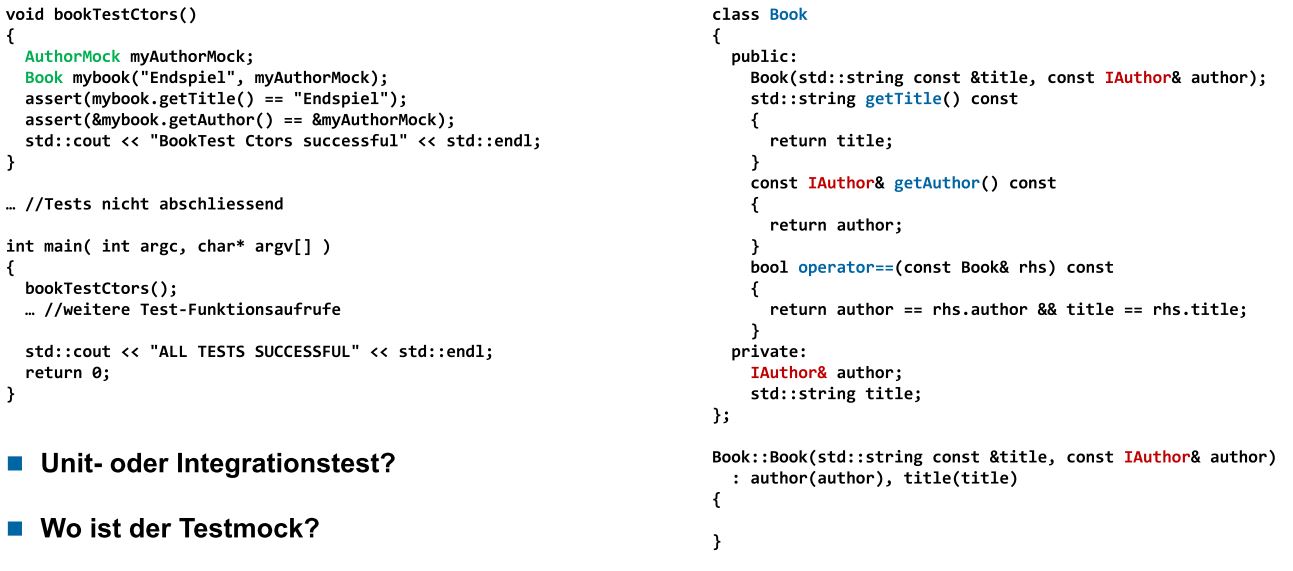 void bookTestCtors()
{
  AuthorMock myAuthorMock;
  Book mybook("Endspiel", myAuthorMock);
  assert(mybook.getTitle() == "Endspiel");
  assert(&mybook.getAuthor() == &myAuthorMock);
  std::cout << "BookTest Ctors successful" << std::endl;
}
… //Tests nicht abschliessend
int main( int argc, char* argv[] )
{
  bookTestCtors();
  … //weitere Test-Funktionsaufrufe
  std::cout << "ALL TESTS SUCCESSFUL" << std::endl;
  return 0;
}
Unit- oder Integrationstest?
Wo ist der Testmock?
class Book
{
  public:
    Book(std::string const &title, const IAuthor& author);
    std::string getTitle() const
    {
      return title;
    }
    const IAuthor& getAuthor() const
    {
      return author;
    }
    bool operator==(const Book& rhs) const
    {
      return author == rhs.author && title == rhs.title;
    }
  private:
    IAuthor& author;
    std::string title;
};
Book::Book(std::string const &title, const IAuthor& author)
  : author(author), title(title)
{
}